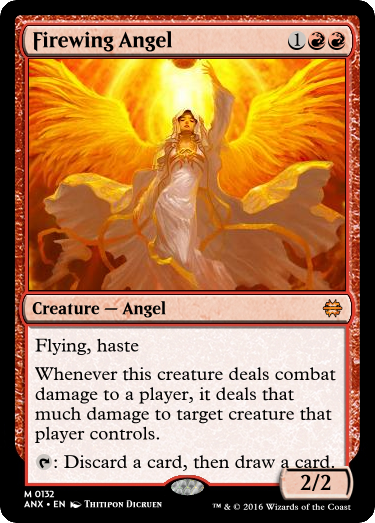 Firewing Angel 1
Creature — Angel
Flying, haste
Whenever this creature deals combat
damage to a player, it deals that
much damage to target creature that
player controls.
: Discard a card, then draw a card.
2/2
M 0132
ANX • EN Thitipon Dicruen
™ & © 2016 Wizards of the Coast